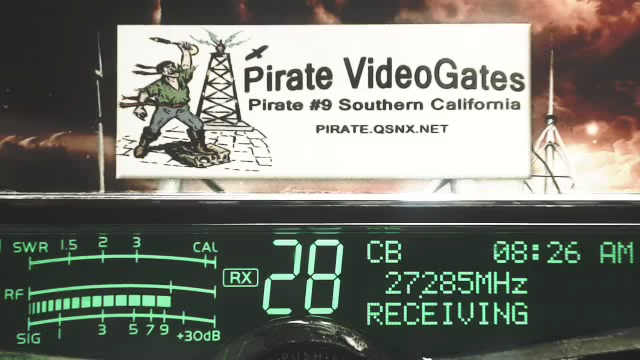 Pirate VideoGates
Pirate #9 Southern California
PIRATE.QSNX.NET
SWR 1.5 2 3 CAL
RF
SIG 1 3 5 7 9 +30dB
RX
28
CB 08:26 AM
27285MHz
RECEIVING